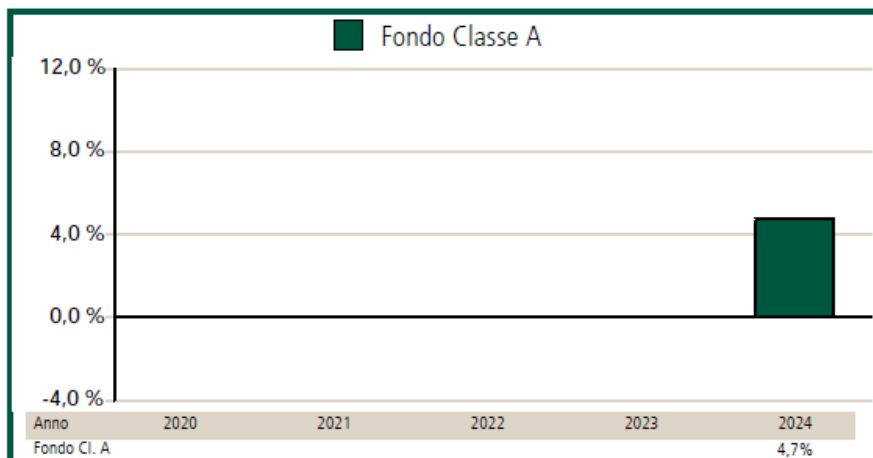 Fondo Classe A
12,0 %
8,0 %
4,0 %
0,0 %
-4,0 %
Anno 2020 2021 2022 2023 2024
Fondo Cl. A 4,7%